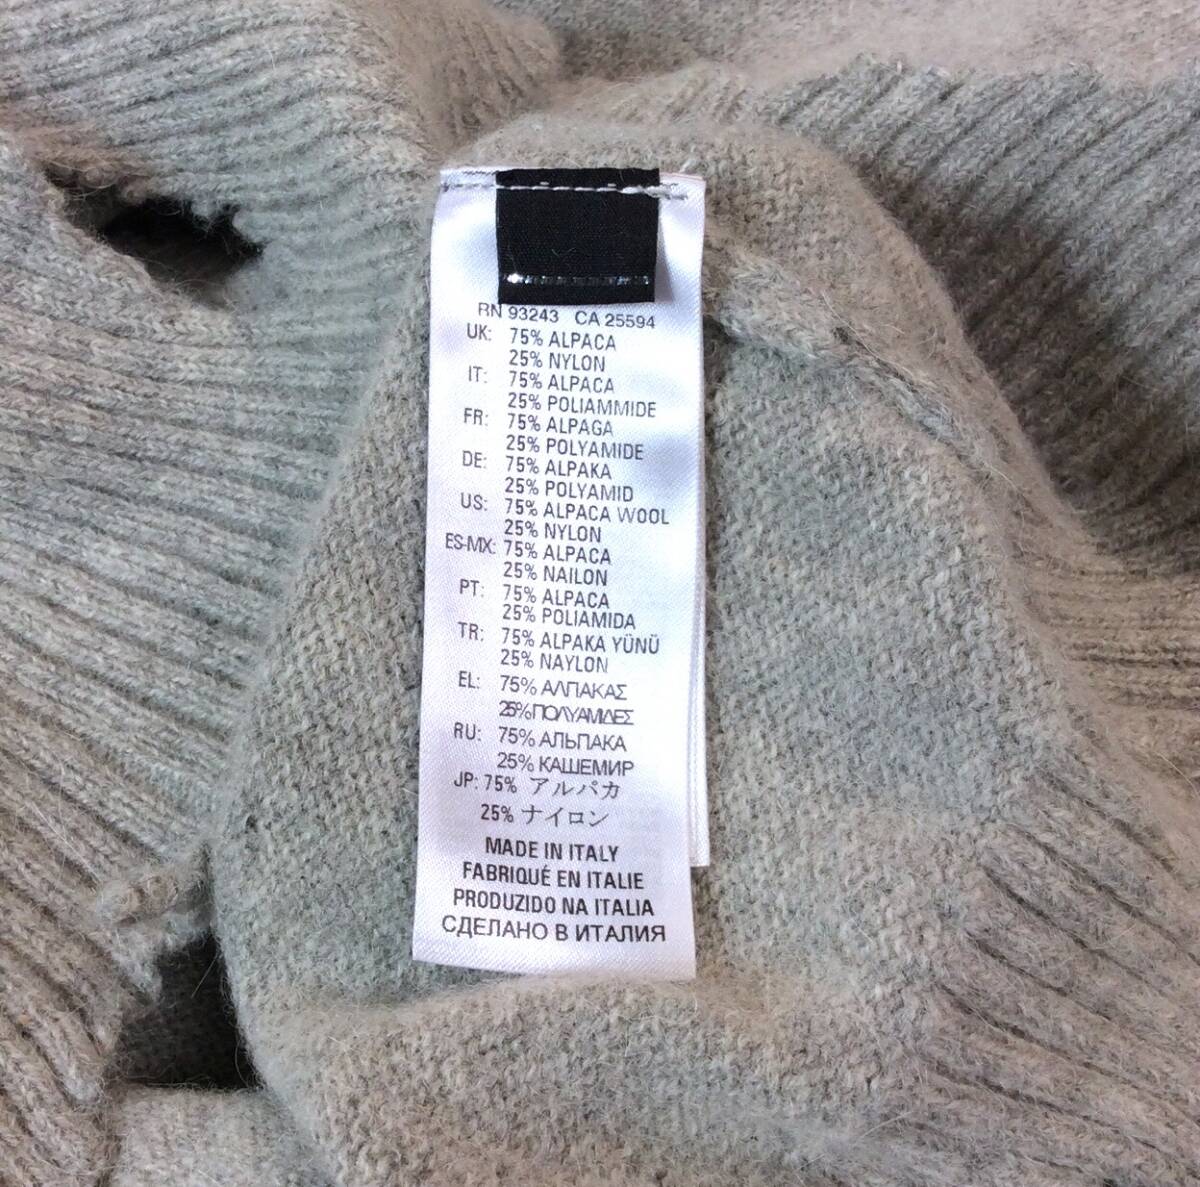 RN 93243 CA 25594
UK: 75% ALPACA
25% NYLON
IT: 75% ALPACA
25% POLIAMMIDE
FR: 75% ALPAGA
25% POLYAMIDE
DE: 75% ALPAKA
25% POLYAMID
US: 75% ALPACA WOOL
25% NYLON
ES-MX: 75% ALPACA
25% NAILON
PT: 75% ALPACA
25% POLIAMIDA
TR: 75% ALPAKA YÜNÜ
25% NAYLON
EL: 75% ΑΛΠΑΚΑΣ
25% ΠΟΛΥΑΜΙΔΕΣ
RU: 75% АЛЬПАКА
25% КАШЕМИР
JP: 75% アルパカ
25% ナイロン
MADE IN ITALY
FABRIQUÉ EN ITALIE
PRODUZIDO NA ITALIA
СДЕЛАНО В ИТАЛИЯ